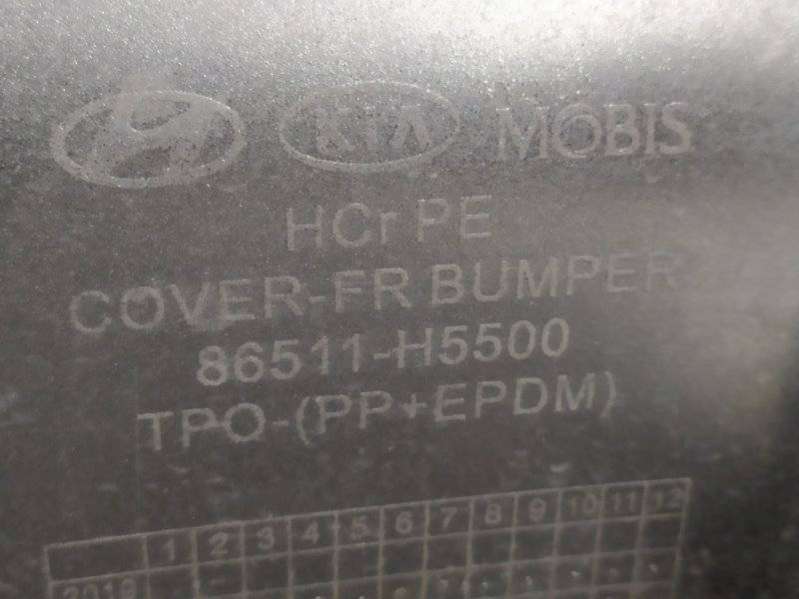 KIA MOBIS
HCr PE
COVER-FR BUMPER
86511-H5500
TPO-(PP+EPDM)
1 2 3 4 5 6 7 8 9 10 11 12
2019